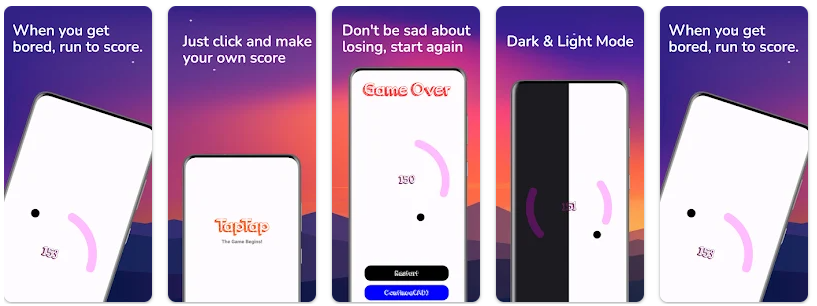 When you get
bored, run to score.
153
Just click and make
your own score
TapTap
The Game Begins!
Don't be sad about
losing, start again
Game Over
150
Restart
Continue(AD)
Dark & Light Mode
151
When you get
bored, run to score.
153